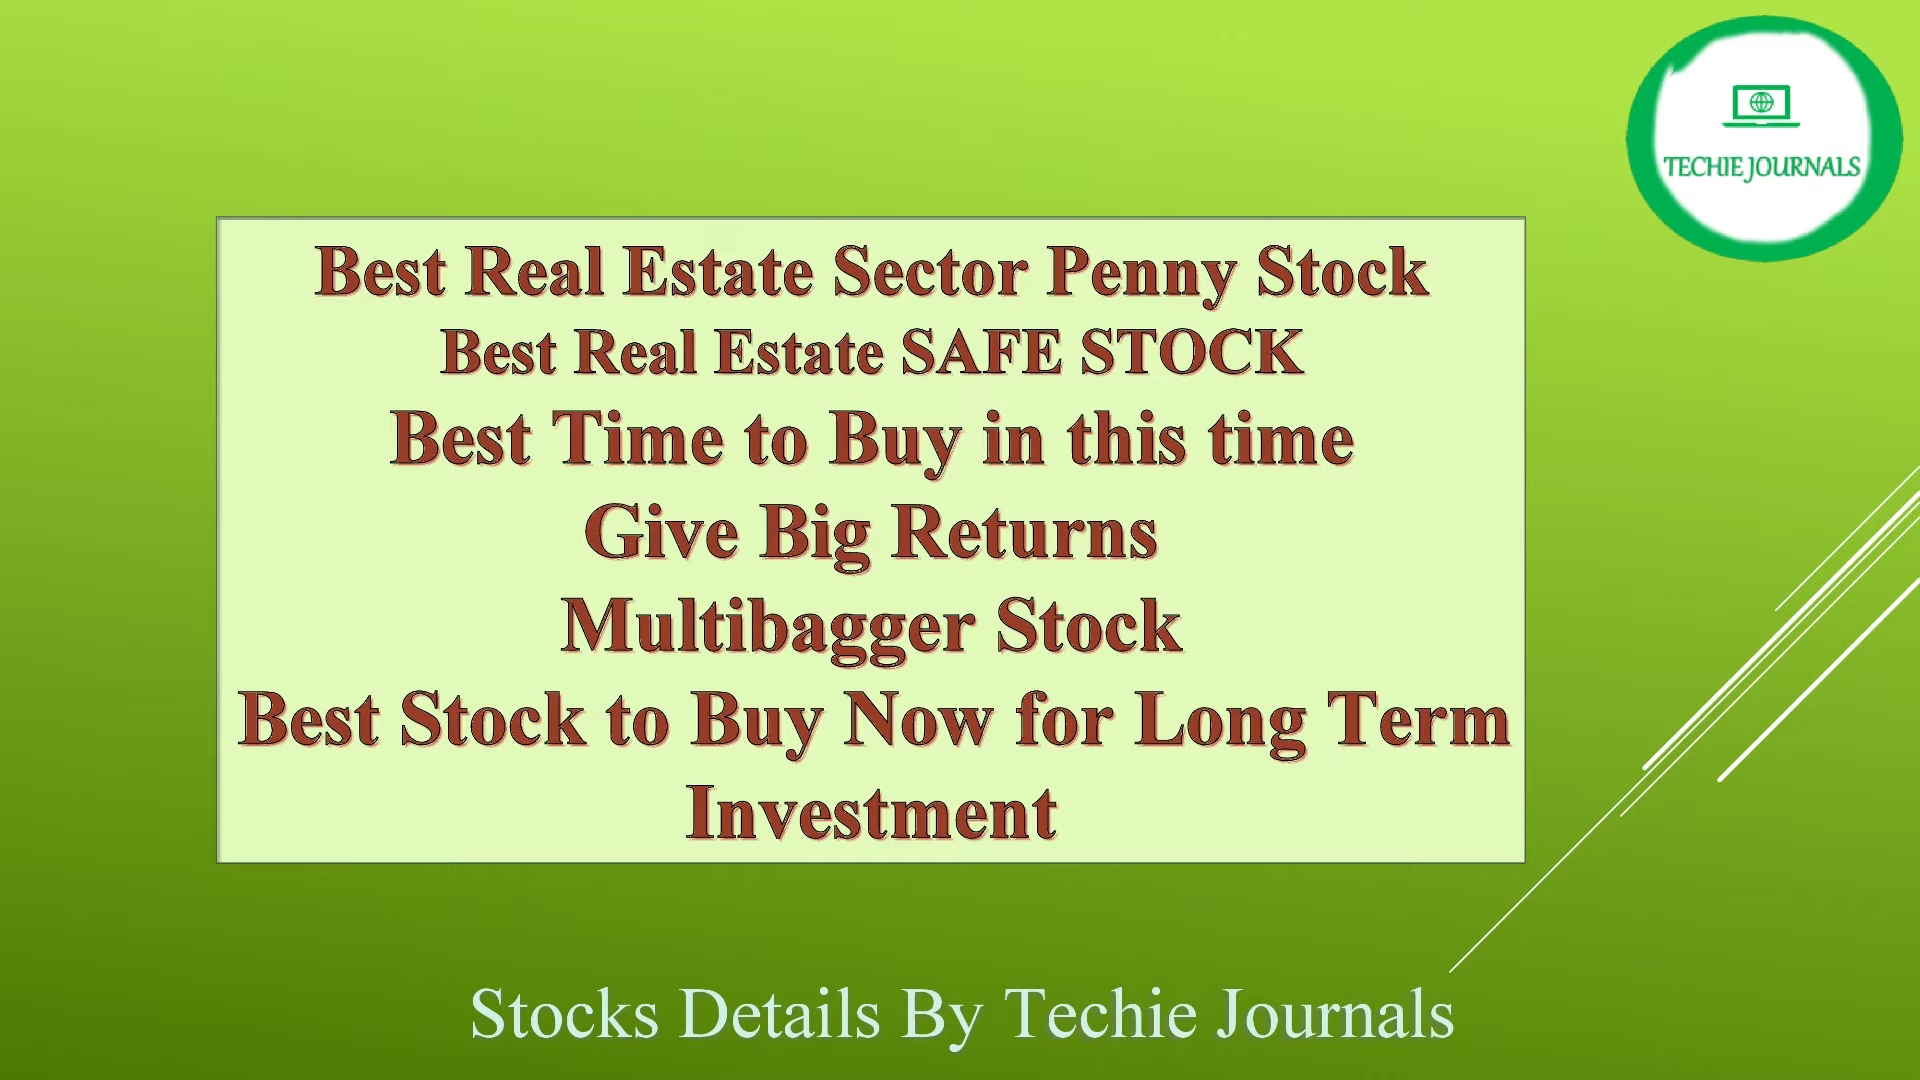 TECHIE JOURNALS
Best Real Estate Sector Penny Stock
Best Real Estate SAFE STOCK
Best Time to Buy in this time
Give Big Returns
Multibagger Stock
Best Stock to Buy Now for Long Term
Investment
Stocks Details By Techie Journals